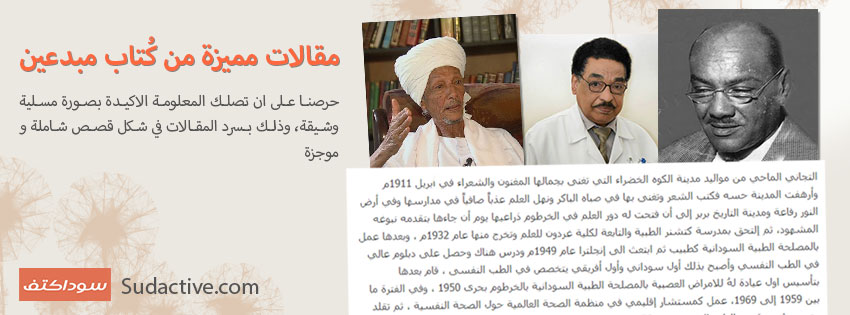 مقالات مميزة من كُتاب مبدعين
حرصنا على ان تصلك المعلومة الاكيدة بصورة مسلية
وشيقة، وذلك بسرد المقالات في شكل قصص شاملة و
موجزة
التجاني الماحي من مواليد مدينة الكوة الخضراء التي تغنى بجمالها المغنون والشعراء في ابريل 1911م
وأرهفت المدينة حسه فكتب الشعر وتغنى بها في صباه الباكر ونهل العلم عذباً صافياً في مدارسها وفي أرض
النور رفاعة ومدينة التاريخ بربر إلى أن فتحت له دور العلم في الخرطوم ذراعيها يوم أن جاءها يتقدمه نبوغه
المشهود، ثم إلتحق بمدرسة كتشنر الطبية والتابعة لكلية غردون للعلم وتخرج منها عام 1932م ، وبعدها عمل
بالمصلحة الطبية السودانية كطبيب ثم ابتعث الى إنجلترا عام 1949م ودرس هناك وحصل على دبلوم عالي
في الطب النفسي وأصبح بذلك أول سوداني وأول أفريقي يتخصص في الطب النفسي ، قام بعدها
بتأسيس اول عيادة لهُ للامراض العصبية بالمصلحة الطبية السودانية بالخرطوم بحري 1950 ، وفي الفترة ما
بين 1959 إلى 1969، عمل كمستشار إقليمي في منظمة الصحة العالمية حول الصحة النفسية ، ثم تقلد
سوداكتف
Sudactive.com